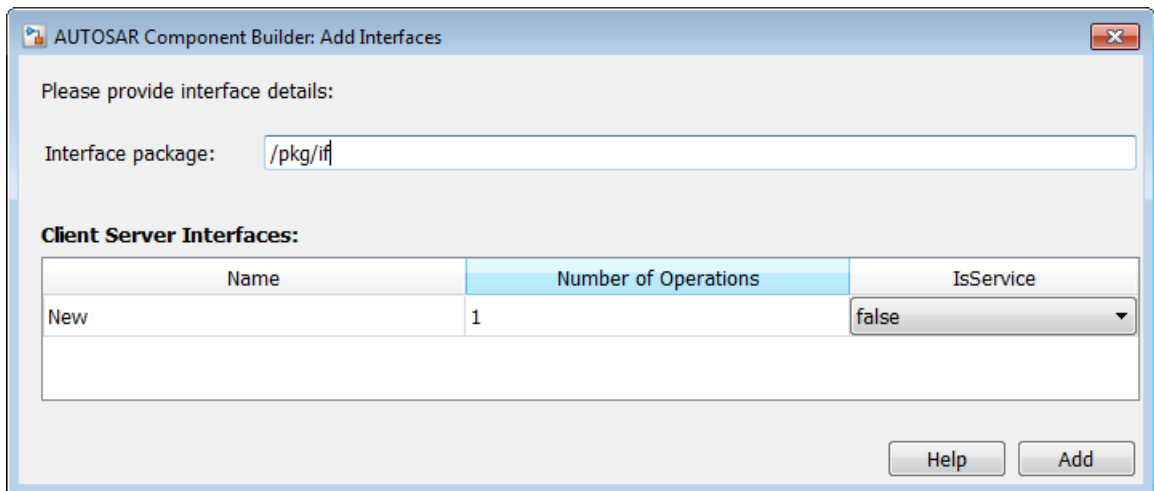 AUTOSAR Component Builder: Add Interfaces
Please provide interface details:
Interface package: /pkg/if
Client Server Interfaces:
Name Number of Operations IsService
New 1 false
Help Add